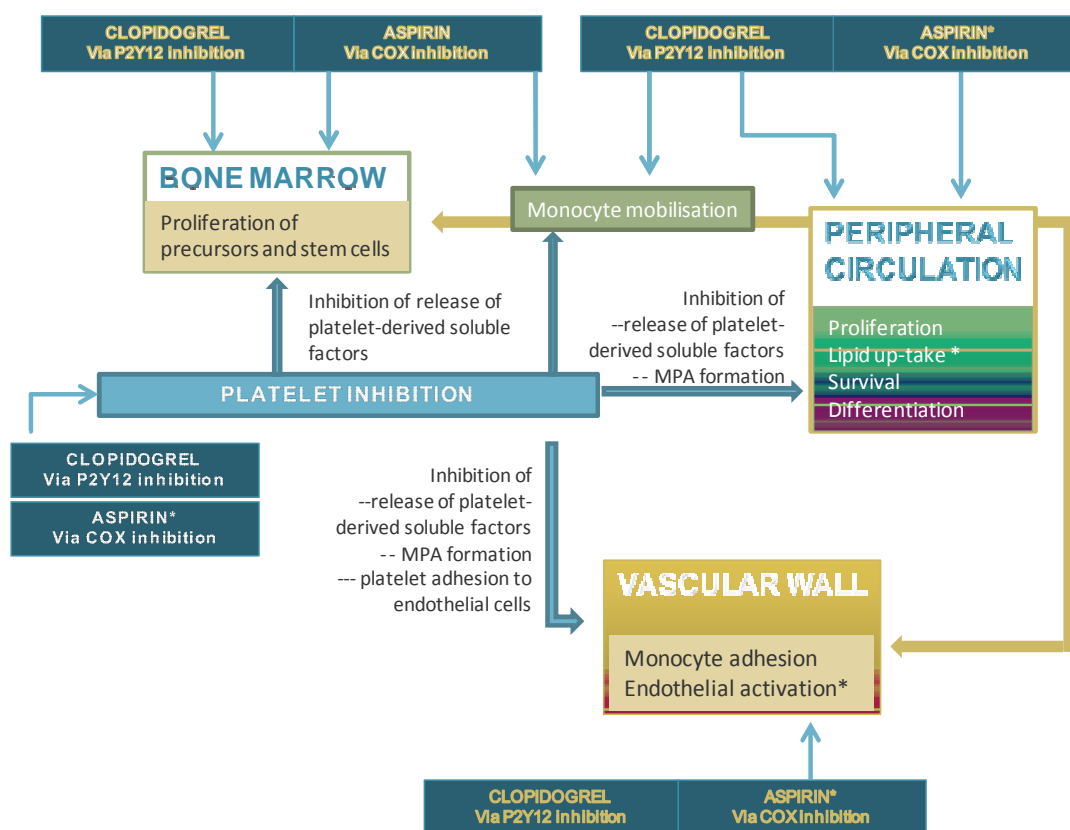 CLOPIDOGREL
Via P2Y12 inhibition
ASPIRIN
Via COX inhibition
CLOPIDOGREL
Via P2Y12 inhibition
ASPIRIN*
Via COX inhibition
BONE MARROW
Proliferation of
precursors and stem cells
Monocyte mobilisation
PERIPHERAL
CIRCULATION
Proliferation
Lipid up-take *
Survival
Differentiation
Inhibition of release of
platelet-derived soluble
factors
Inhibition of
--release of platelet-
derived soluble factors
-- MPA formation
PLATELET INHIBITION
CLOPIDOGREL
Via P2Y12 inhibition
ASPIRIN*
Via COX inhibition
Inhibition of
--release of platelet-
derived soluble factors
-- MPA formation
--- platelet adhesion to
endothelial cells
VASCULAR WALL
Monocyte adhesion
Endothelial activation*
CLOPIDOGREL
Via P2Y12 inhibition
ASPIRIN*
Via COX inhibition